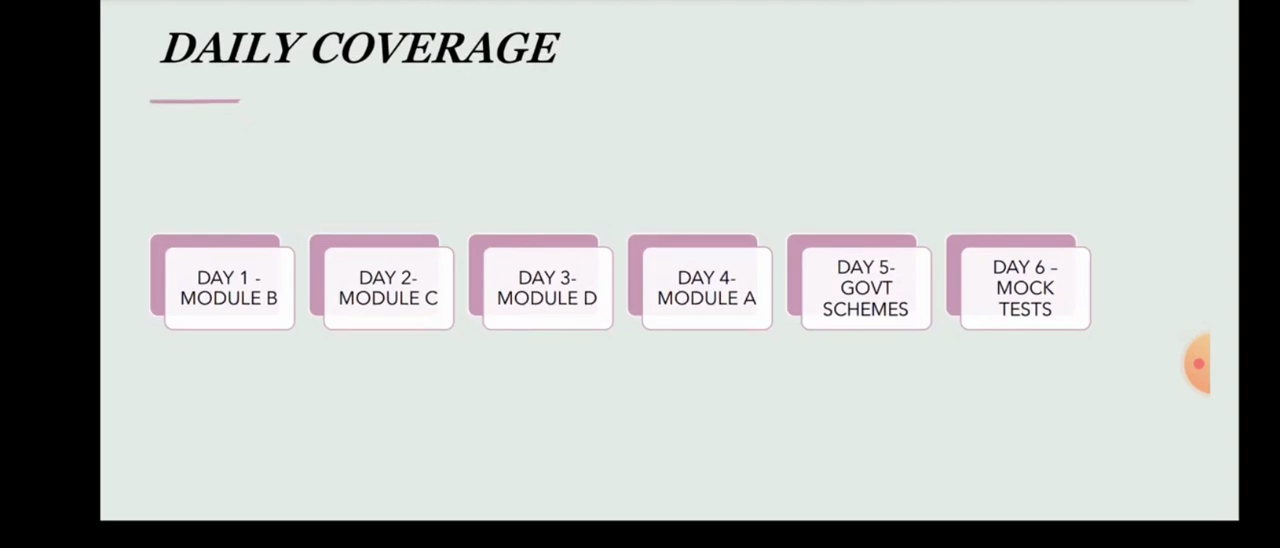 DAILY COVERAGE
DAY 1 -
MODULE B
DAY 2-
MODULE C
DAY 3-
MODULE D
DAY 4-
MODULE A
DAY 5-
GOVT
SCHEMES
DAY 6 –
MOCK
TESTS